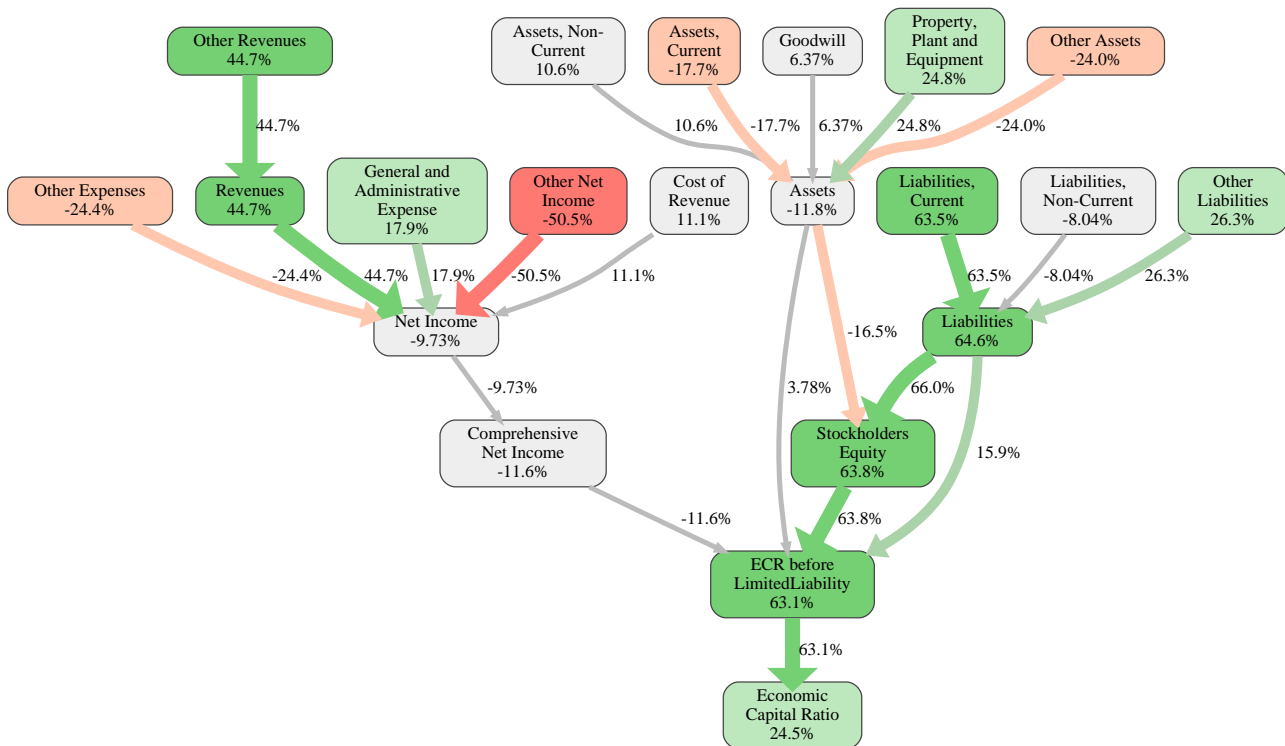 Other Revenues
44.7%
Assets, Non-
Current
10.6%
Assets,
Current
-17.7%
Goodwill
6.37%
Property,
Plant and
Equipment
24.8%
Other Assets
-24.0%
44.7%
10.6%
-17.7%
6.37%
24.8%
-24.0%
Other Expenses
-24.4%
Revenues
44.7%
General and
Administrative
Expense
17.9%
Other Net
Income
-50.5%
Cost of
Revenue
11.1%
Assets
-11.8%
Liabilities,
Current
63.5%
Liabilities,
Non-Current
-8.04%
Other
Liabilities
26.3%
-24.4%
44.7%
17.9%
-50.5%
11.1%
63.5%
-8.04%
26.3%
Net Income
-9.73%
Liabilities
64.6%
-16.5%
-9.73%
3.78%
66.0%
Comprehensive
Net Income
-11.6%
Stockholders
Equity
63.8%
15.9%
-11.6%
63.8%
ECR before
LimitedLiability
63.1%
63.1%
Economic
Capital Ratio
24.5%